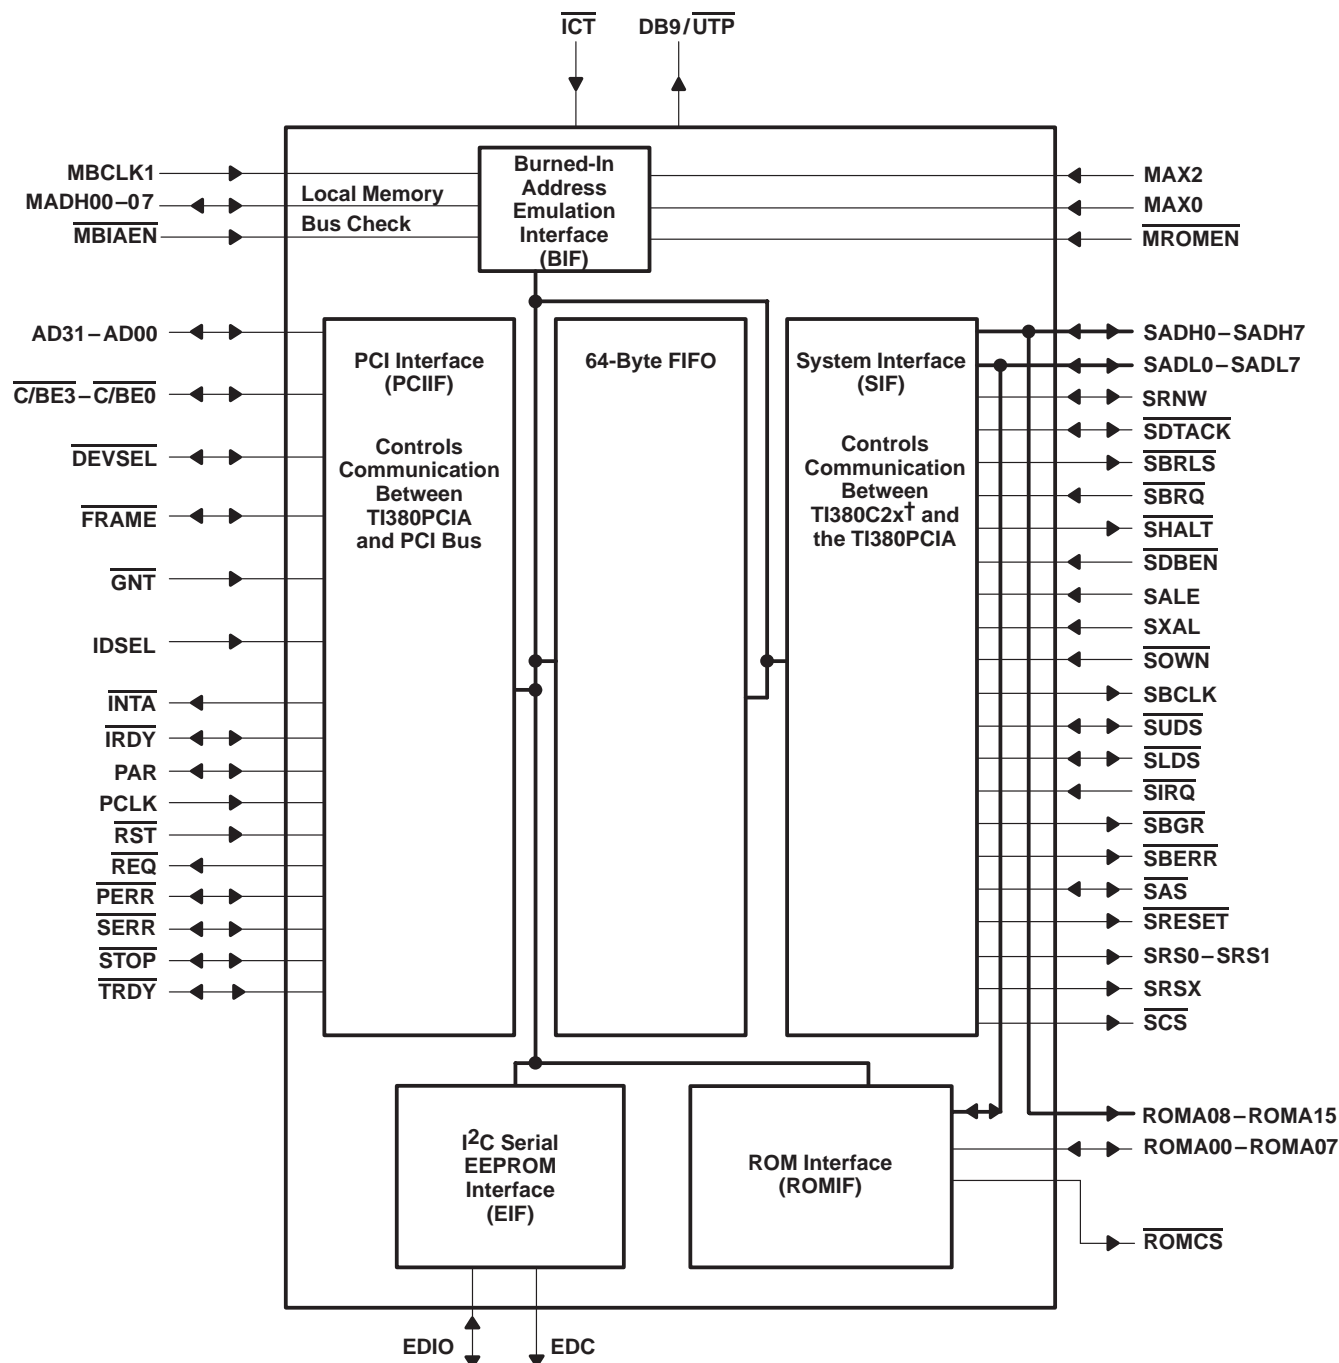 ICT
DB9/UTP
MBCLK1
MADH00–07
MBIAEN
Local Memory
Bus Check
Burned-In
Address
Emulation
Interface
(BIF)
MAX2
MAX0
MROMEN
AD31–AD00
C/BE3–C/BE0
DEVSEL
FRAME
GNT
IDSEL
INTA
IRDY
PAR
PCLK
RST
REQ
PERR
SERR
STOP
TRDY
PCI Interface
(PCIIF)
Controls
Communication
Between
TI380PCIA
and PCI Bus
64-Byte FIFO
System Interface
(SIF)
Controls
Communication
Between
TI380C2x† and
the TI380PCIA
SADH0–SADH7
SADL0–SADL7
SRNW
SDTACK
SBRLS
SBRQ
SHALT
SDBEN
SALE
SXAL
SOWN
SBCLK
SUDS
SLDS
SIRQ
SBGR
SBERR
SAS
SRESET
SRS0–SRS1
SRSX
SCS
I2C Serial
EEPROM
Interface
(EIF)
ROM Interface
(ROMIF)
ROMA08–ROMA15
ROMA00–ROMA07
ROMCS
EDIO
EDC